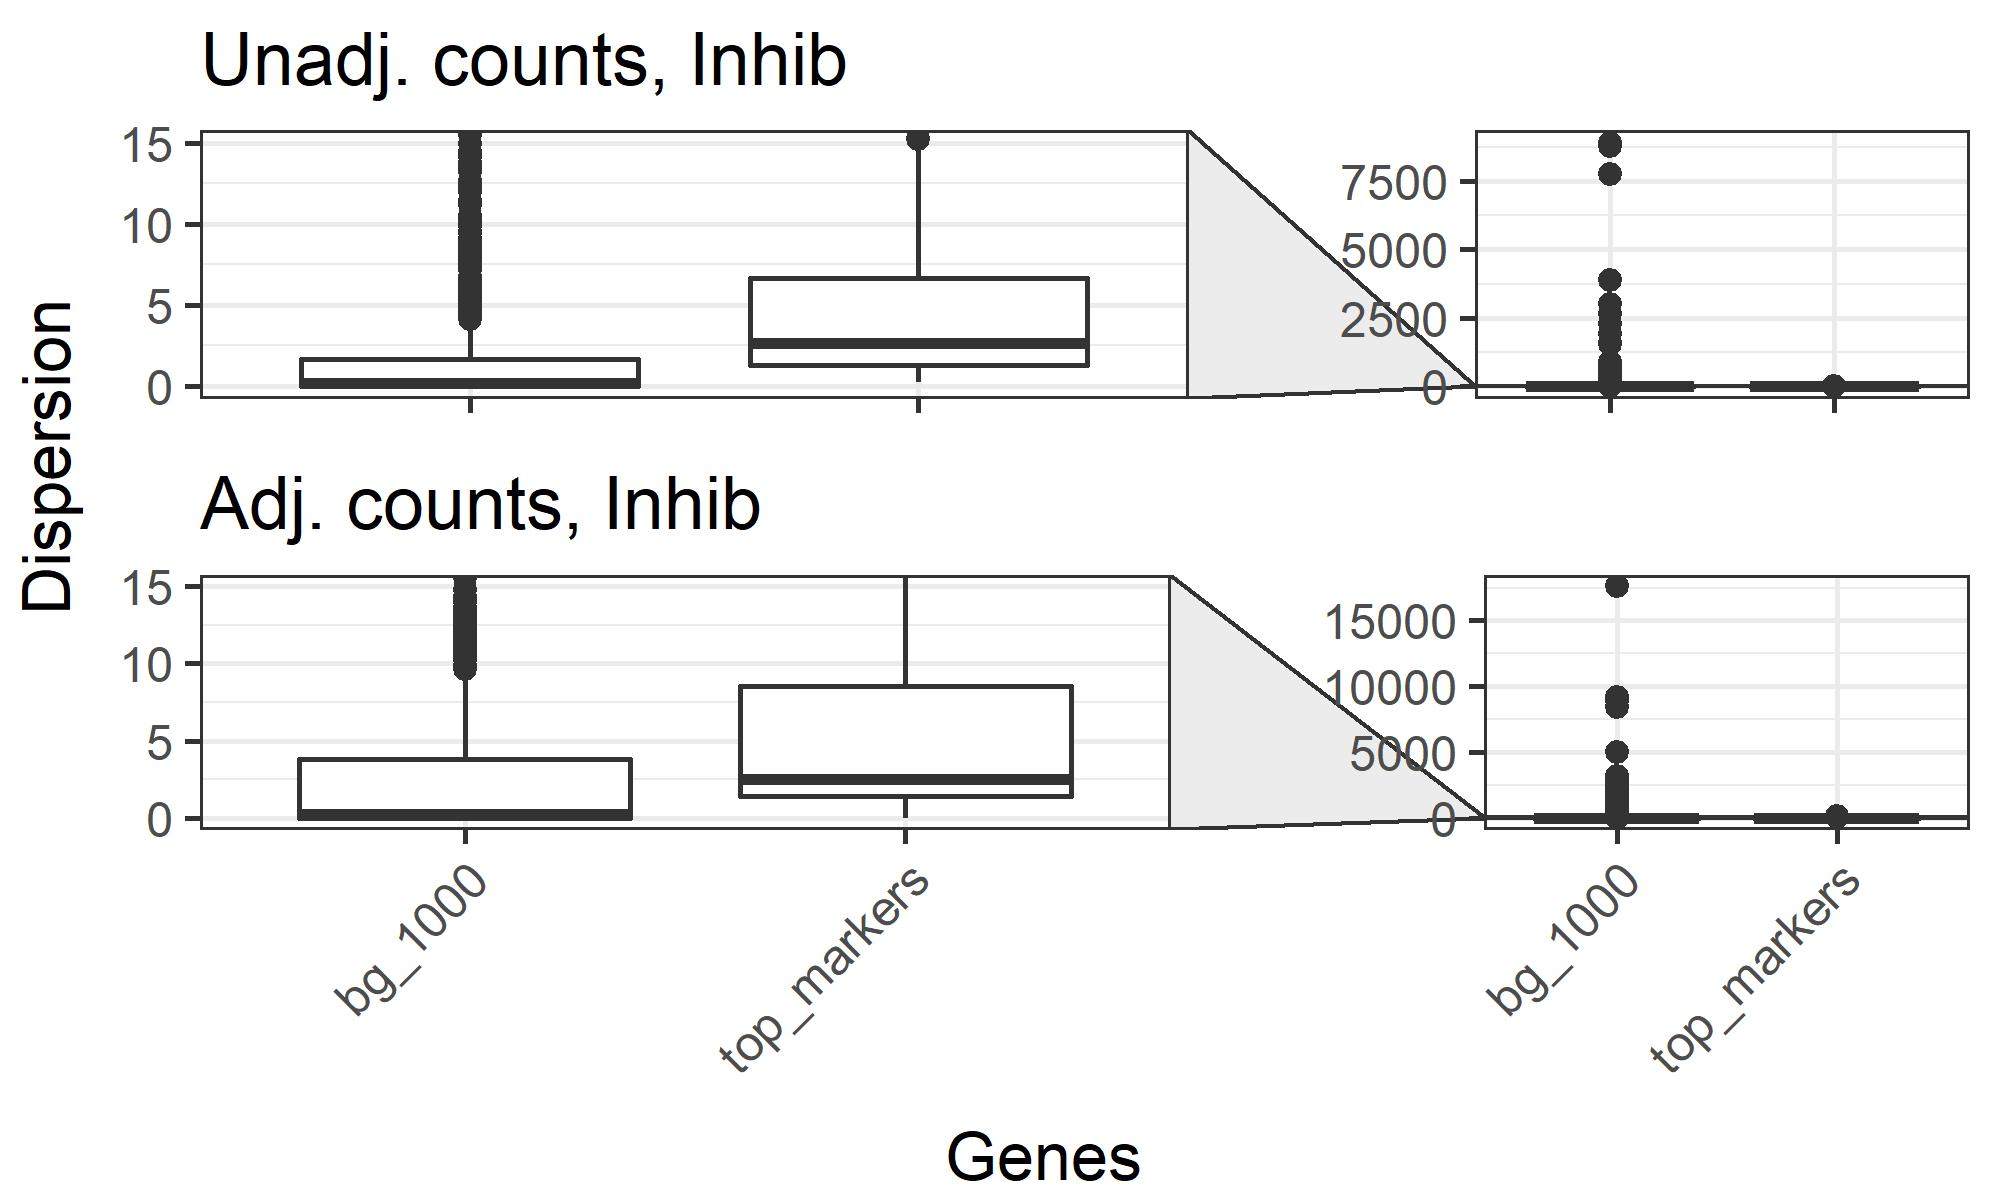 Unadj. counts, Inhib
15
10
5
0
7500
5000
2500
0
Dispersion
Adj. counts, Inhib
15
10
5
0
15000
10000
5000
0
bg_1000
top_markers
bg_1000
top_markers
Genes